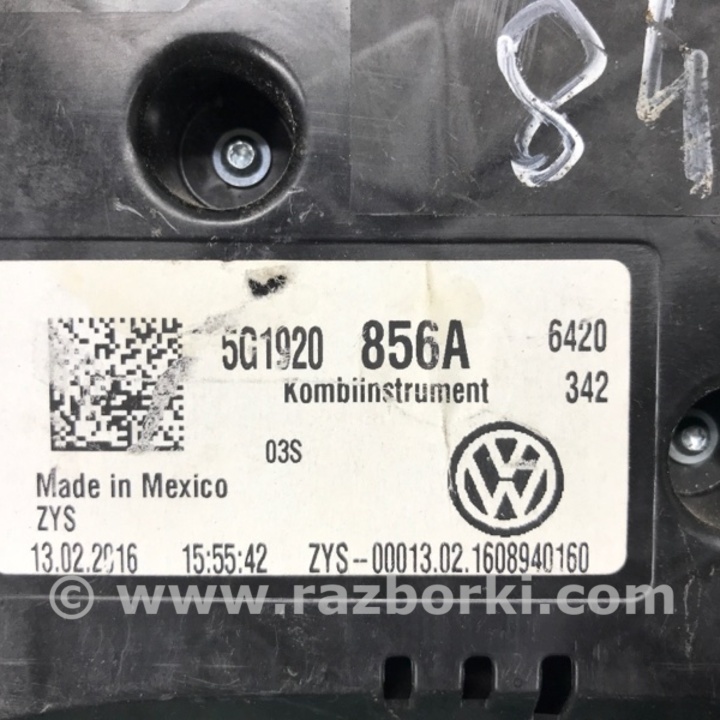 84
5G1920 856A 6420
Kombiinstrument 342
03S
Made in Mexico
ZYS
13.02.2016 15:55:42 ZYS--00013.02.1608940160
© www.razborki.com